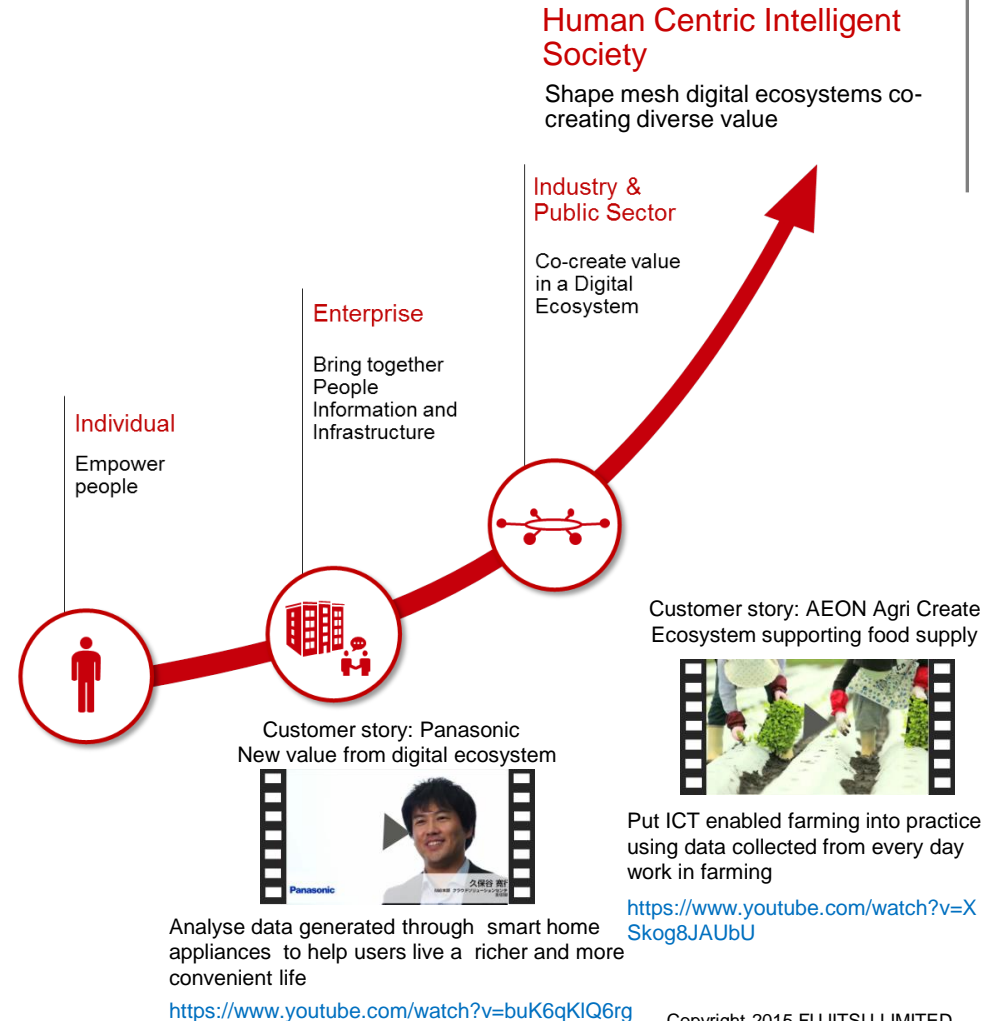 Human Centric Intelligent
Society
Shape mesh digital ecosystems co-
creating diverse value
Industry &
Public Sector
Co-create value
in a Digital
Ecosystem
Enterprise
Bring together
People
Information and
Infrastructure
Individual
Empower
people
Customer story: AEON Agri Create
Ecosystem supporting food supply
Customer story: Panasonic
New value from digital ecosystem
Panasonic
久保谷
Put ICT enabled farming into practice
using data collected from every day
work in farming
https://www.youtube.com/watch?v=X
Skog8JAUbU
Analyse data generated through smart home
appliances to help users live a richer and more
convenient life
https://www.youtube.com/watch?v=buK6qKlQ6rg
Copyright 2015 FUJITSU LIMITED